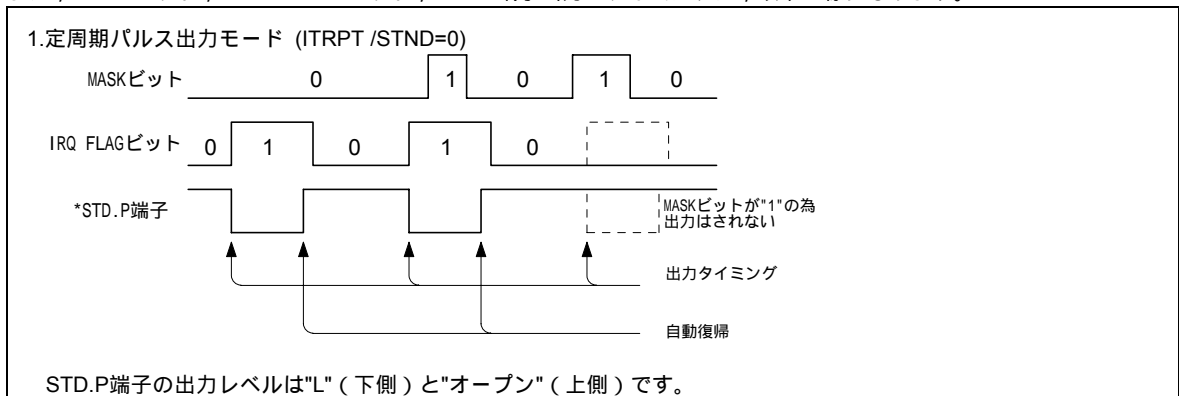 1.定周期パルス出力モード (ITRPT /STND=0)
MASKビット 0 1 0 1 0
IRQ FLAGビット 0 1 0 1 0
*STD.P端子
MASKビットが"1"の為
出力はされない
出力タイミング
自動復帰
STD.P端子の出力レベルは"L"(下側)と"オープン"(上側)です。